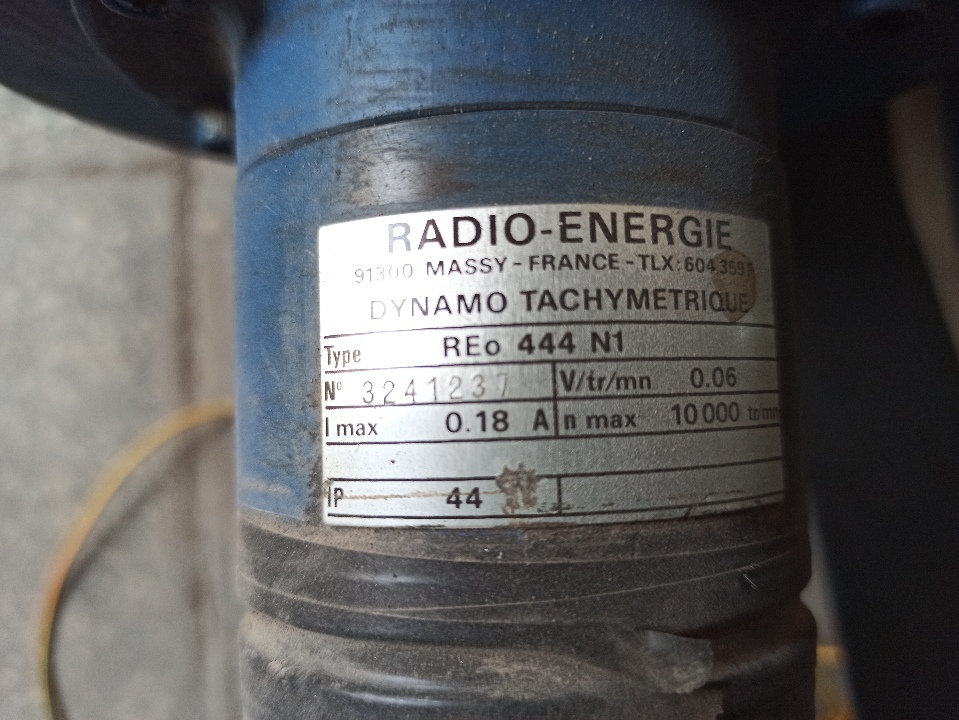 RADIO-ENERGIE
91300 MASSY - FRANCE - TLX: 604 359
DYNAMO TACHYMETRIQUE
Type REo 444 N1
N° 3241237 V/tr/mn 0.06
I max 0.18 A n max 10 000 tr/mn
IP 44